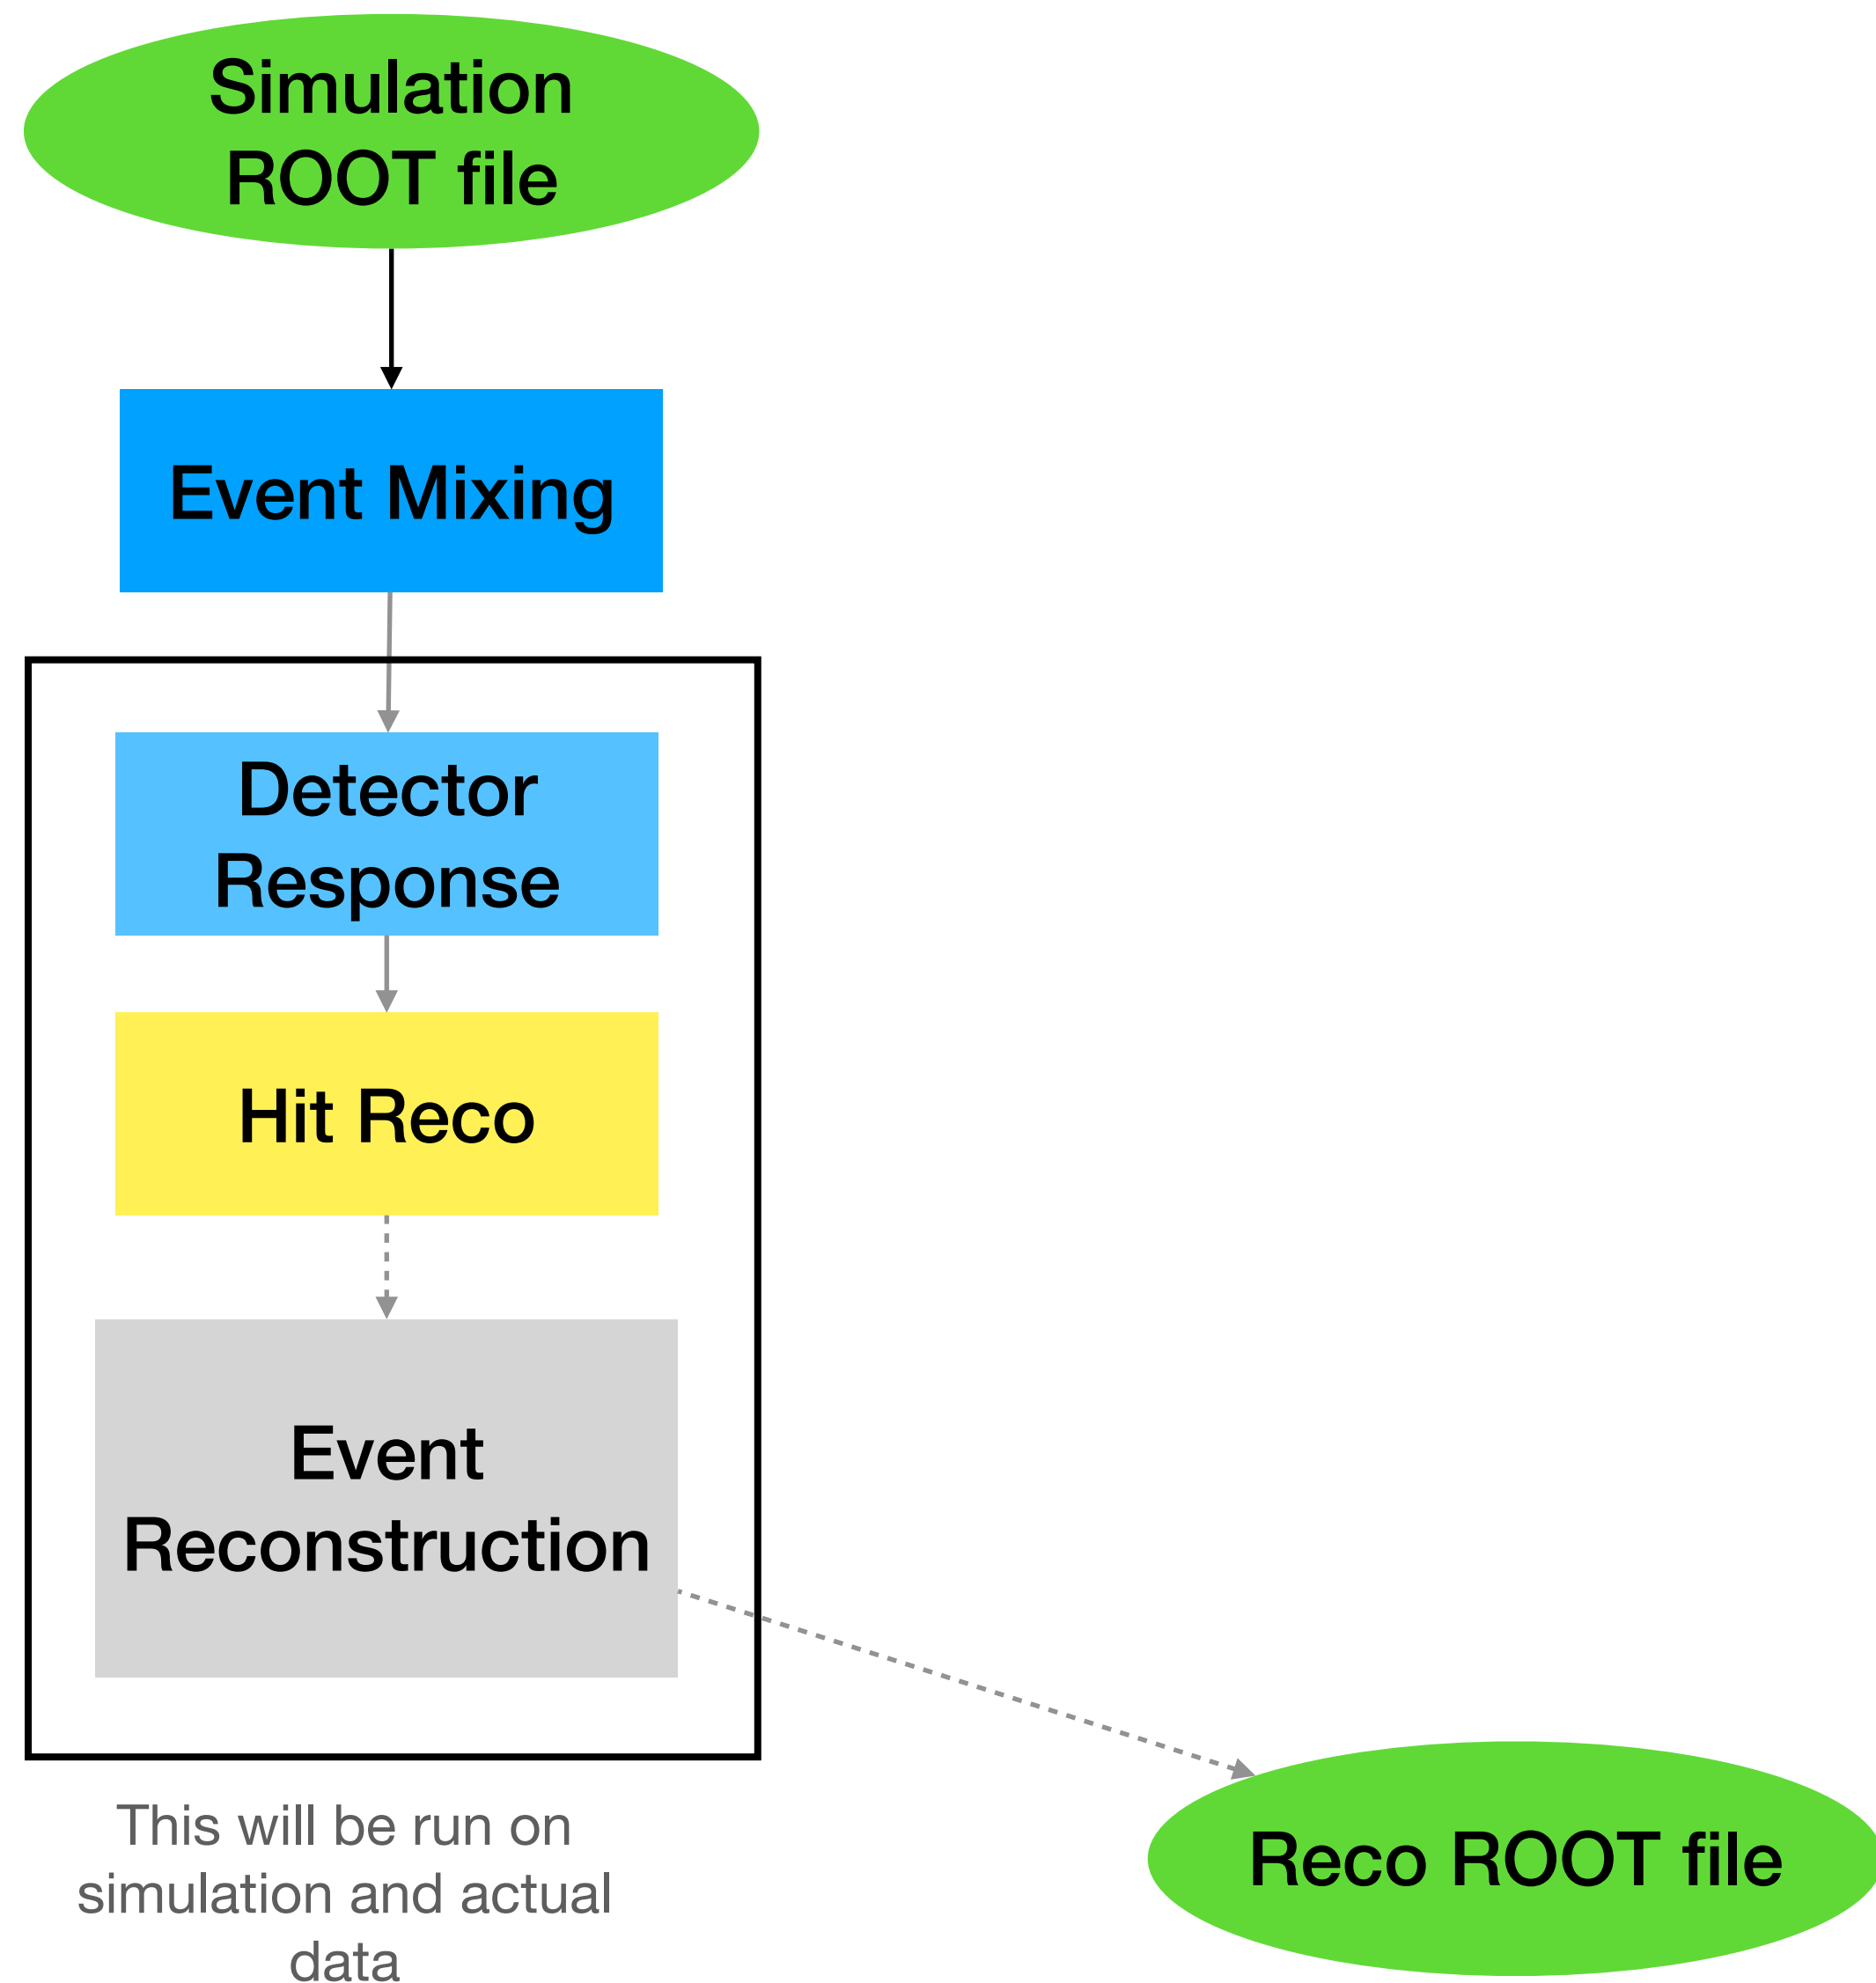 Simulation
ROOT file
Event Mixing
Detector
Response
Hit Reco
Event
Reconstruction
This will be run on
simulation and actual
data
Reco ROOT file